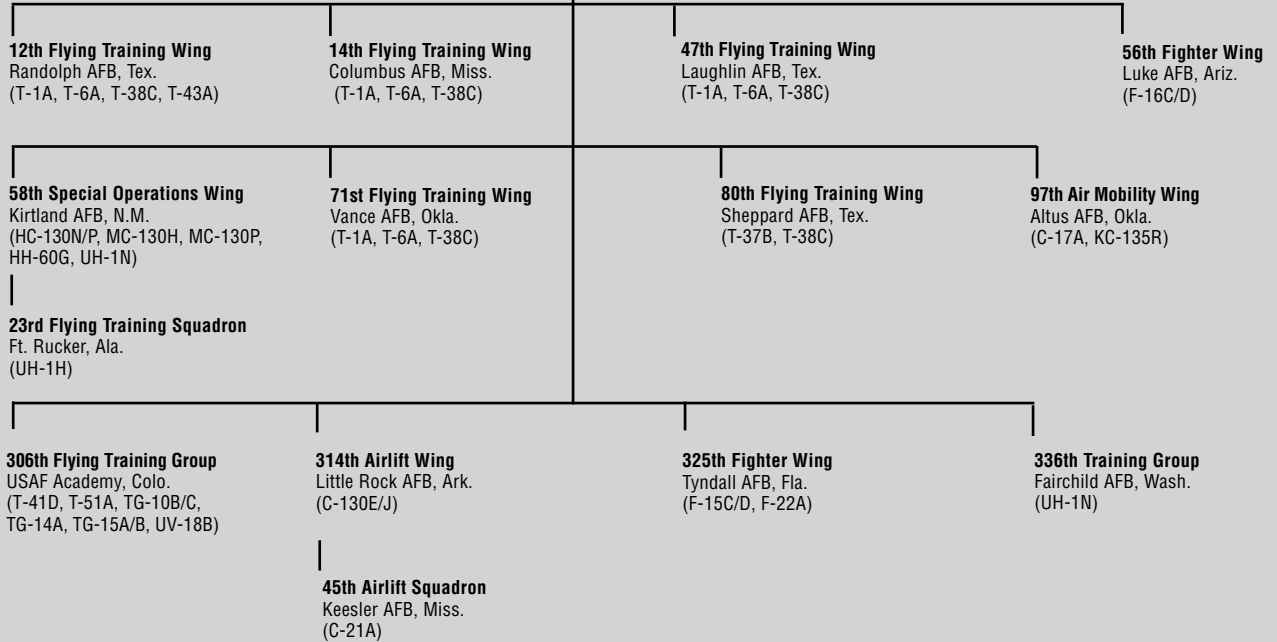 12th Flying Training Wing
Randolph AFB, Tex.
(T-1A, T-6A, T-38C, T-43A)
14th Flying Training Wing
Columbus AFB, Miss.
(T-1A, T-6A, T-38C)
47th Flying Training Wing
Laughlin AFB, Tex.
(T-1A, T-6A, T-38C)
56th Fighter Wing
Luke AFB, Ariz.
(F-16C/D)
58th Special Operations Wing
Kirtland AFB, N.M.
(HC-130N/P, MC-130H, MC-130P,
HH-60G, UH-1N)
71st Flying Training Wing
Vance AFB, Okla.
(T-1A, T-6A, T-38C)
80th Flying Training Wing
Sheppard AFB, Tex.
(T-37B, T-38C)
97th Air Mobility Wing
Altus AFB, Okla.
(C-17A, KC-135R)
23rd Flying Training Squadron
Ft. Rucker, Ala.
(UH-1H)
306th Flying Training Group
USAF Academy, Colo.
(T-41D, T-51A, TG-10B/C,
TG-14A, TG-15A/B, UV-18B)
314th Airlift Wing
Little Rock AFB, Ark.
(C-130E/J)
325th Fighter Wing
Tyndall AFB, Fla.
(F-15C/D, F-22A)
336th Training Group
Fairchild AFB, Wash.
(UH-1N)
45th Airlift Squadron
Keesler AFB, Miss.
(C-21A)